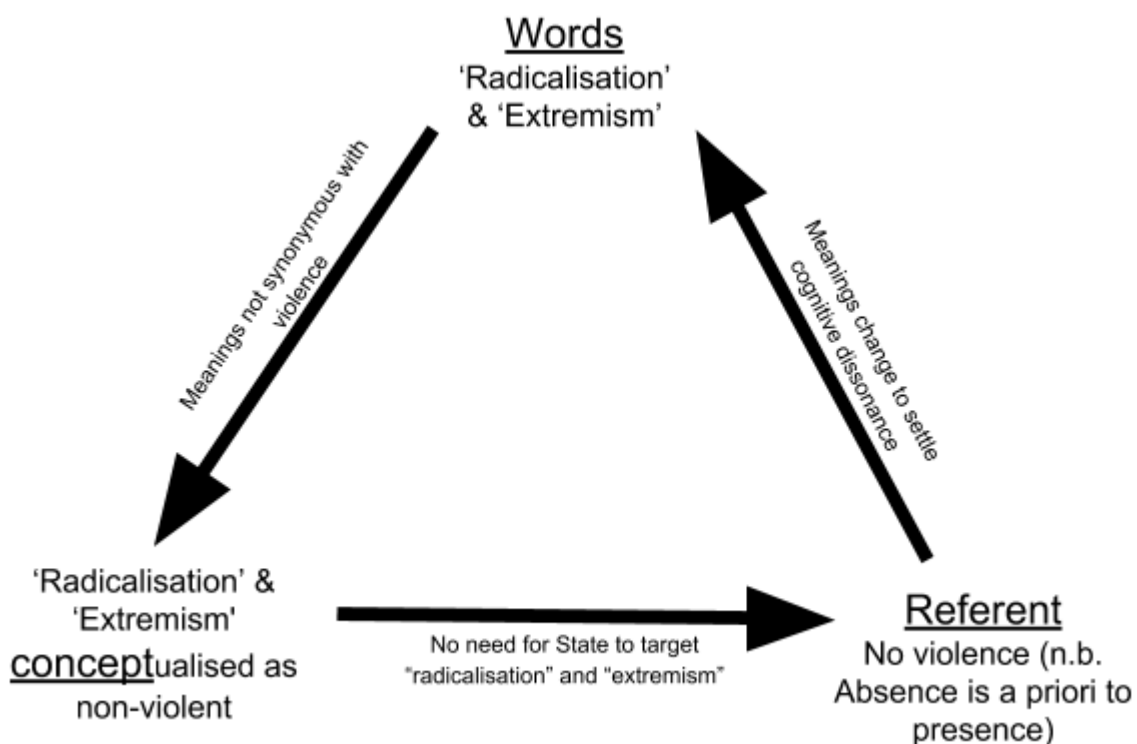 Words
‘Radicalisation’
& ‘Extremism’
Meanings not synonymous with
violence
Meanings change to settle
cognitive dissonance
‘Radicalisation’ &
‘Extremism'
conceptualised as
non-violent
No need for State to target
“radicalisation” and “extremism”
Referent
No violence (n.b.
Absence is a priori to
presence)